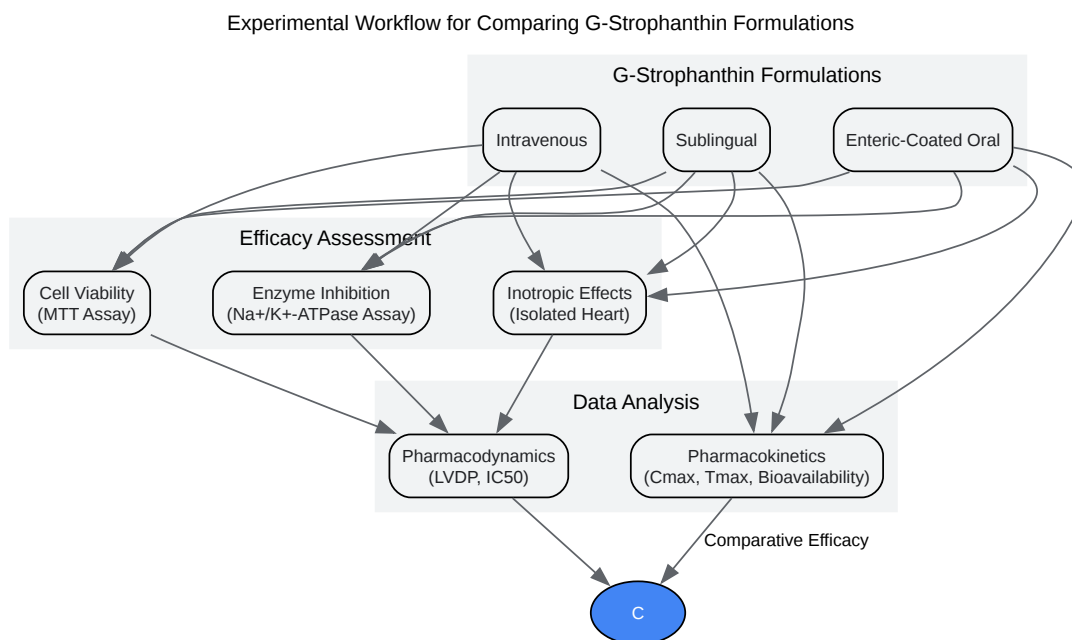 Experimental Workflow for Comparing G-Strophanthin Formulations
G-Strophanthin Formulations
Intravenous
Sublingual
Enteric-Coated Oral
Efficacy Assessment
Cell Viability
(MTT Assay)
Enzyme Inhibition
(Na+/K+-ATPase Assay)
Inotropic Effects
(Isolated Heart)
Data Analysis
Pharmacodynamics
(LVDP, IC50)
Pharmacokinetics
(Cmax, Tmax, Bioavailability)
Comparative Efficacy
C